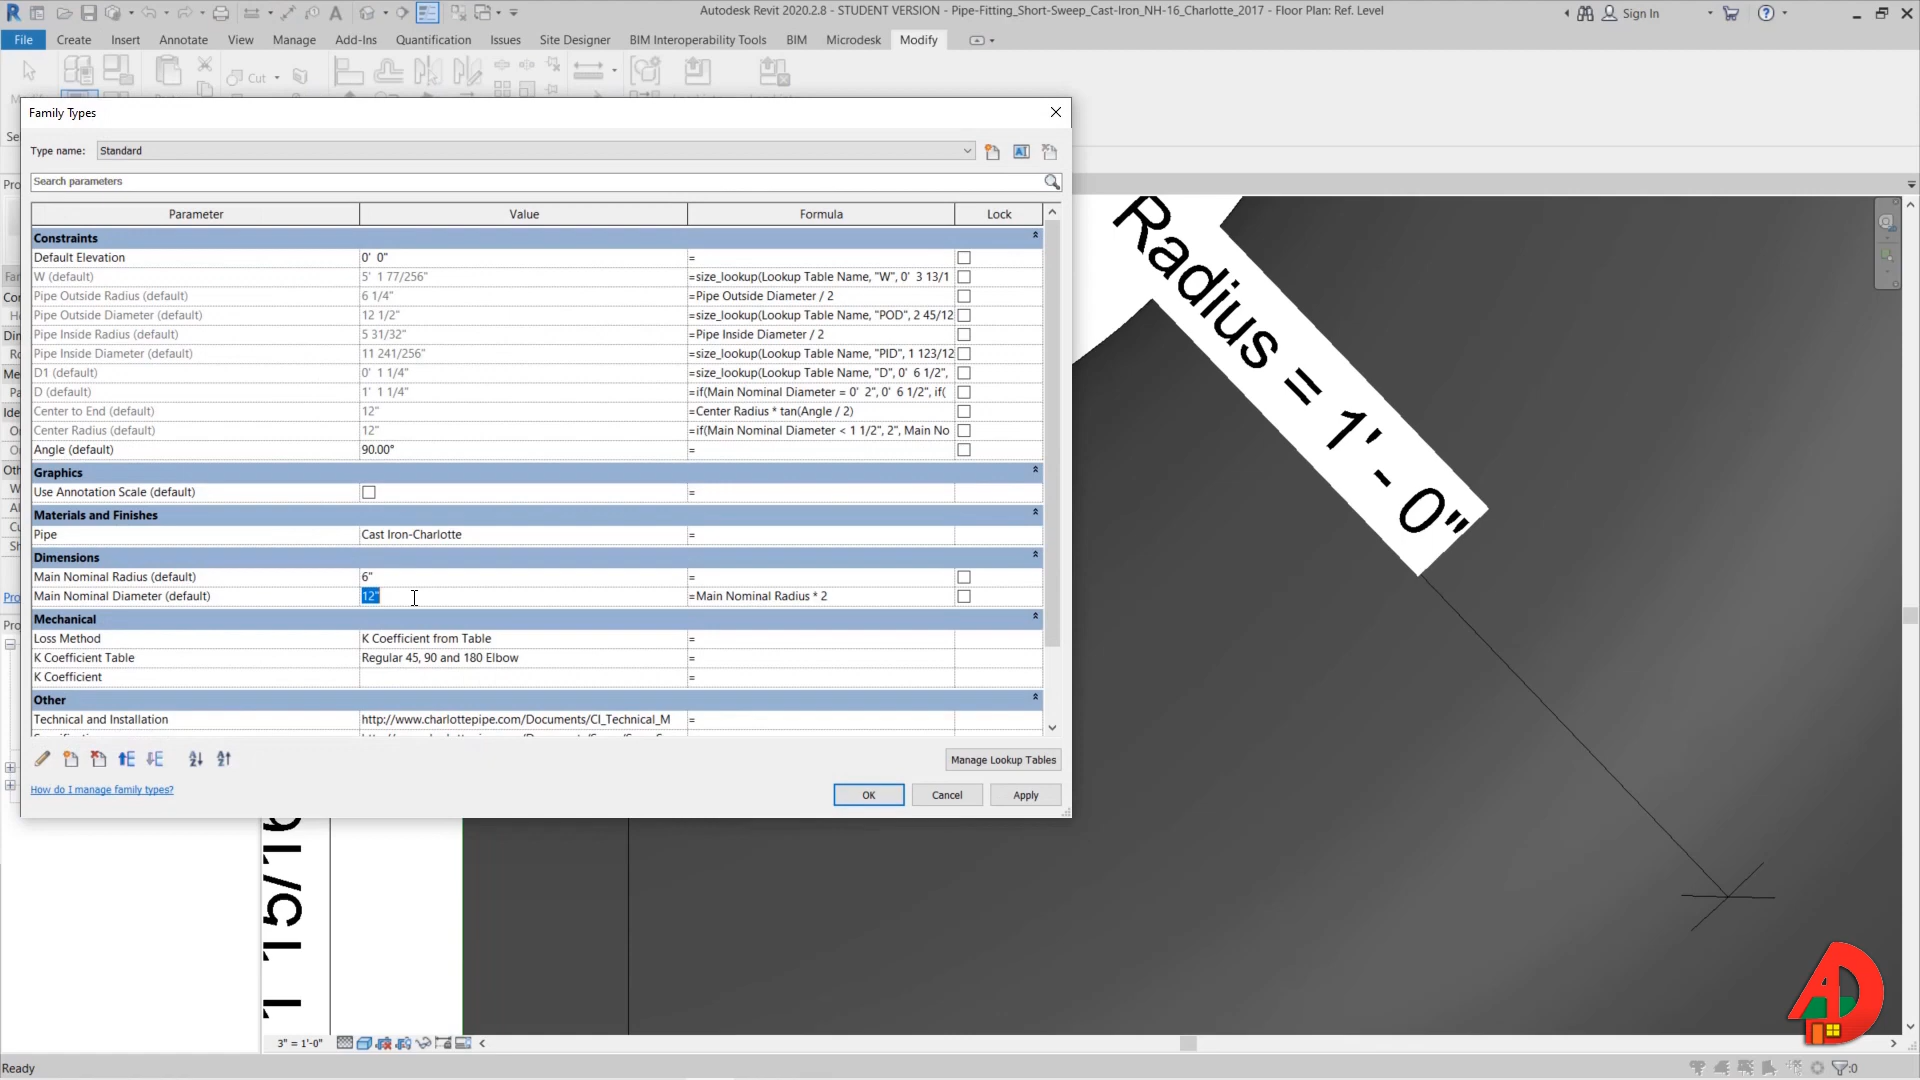 Autodesk Revit 2020.2.8 - STUDENT VERSION - Pipe-Fitting_Short-Sweep_Cast-Iron_NH-16_Charlotte_2017 - Floor Plan: Ref. Level
Sign In
File Create Insert Annotate View Manage Add-Ins Quantification Issues Site Designer BIM Interoperability Tools BIM Microdesk Modify
Cut
Family Types
Type name: Standard
Search parameters
Parameter Value Formula Lock
Constraints
Default Elevation 0' 0" =
W (default) 5' 1 77/256" =size_lookup(Lookup Table Name, "W", 0' 3 13/1
Pipe Outside Radius (default) 6 1/4" =Pipe Outside Diameter / 2
Pipe Outside Diameter (default) 12 1/2" =size_lookup(Lookup Table Name, "POD", 2 45/12
Pipe Inside Radius (default) 5 31/32" =Pipe Inside Diameter / 2
Pipe Inside Diameter (default) 11 241/256" =size_lookup(Lookup Table Name, "PID", 1 123/12
D1 (default) 0' 1 1/4" =size_lookup(Lookup Table Name, "D", 0' 6 1/2",
D (default) 1' 1 1/4" =if(Main Nominal Diameter = 0' 2", 0' 6 1/2", if(
Center to End (default) 12" =Center Radius * tan(Angle / 2)
Center Radius (default) 12" =if(Main Nominal Diameter < 1 1/2", 2", Main No
Angle (default) 90.00° =
Graphics
Use Annotation Scale (default) =
Materials and Finishes
Pipe Cast Iron-Charlotte =
Dimensions
Main Nominal Radius (default) 6" =
Main Nominal Diameter (default) 12" =Main Nominal Radius * 2
Mechanical
Loss Method K Coefficient from Table =
K Coefficient Table Regular 45, 90 and 180 Elbow =
K Coefficient =
Other
Technical and Installation http://www.charlottepipe.com/Documents/CI_Technical_M =
Manage Lookup Tables
How do I manage family types?
OK Cancel Apply
Radius = 1' - 0"
3" = 1'-0"
Ready
:0
AD